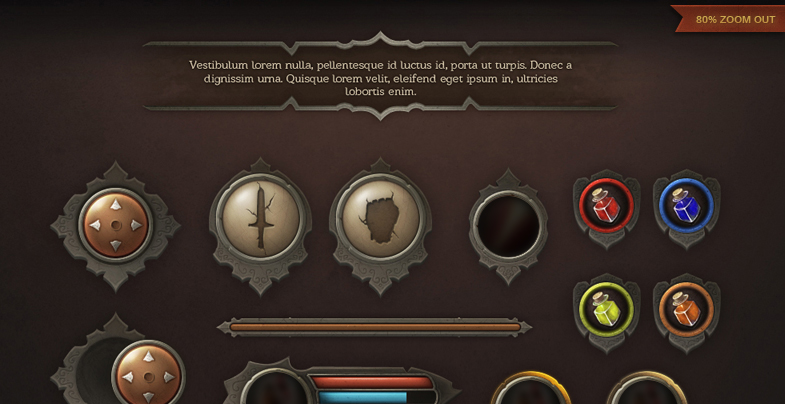 80% ZOOM OUT
Vestibulum lorem nulla, pellentesque id luctus id, porta ut turpis. Donec a
dignissim urna. Quisque lorem velit, eleifend eget ipsum in, ultricies
lobortis enim.